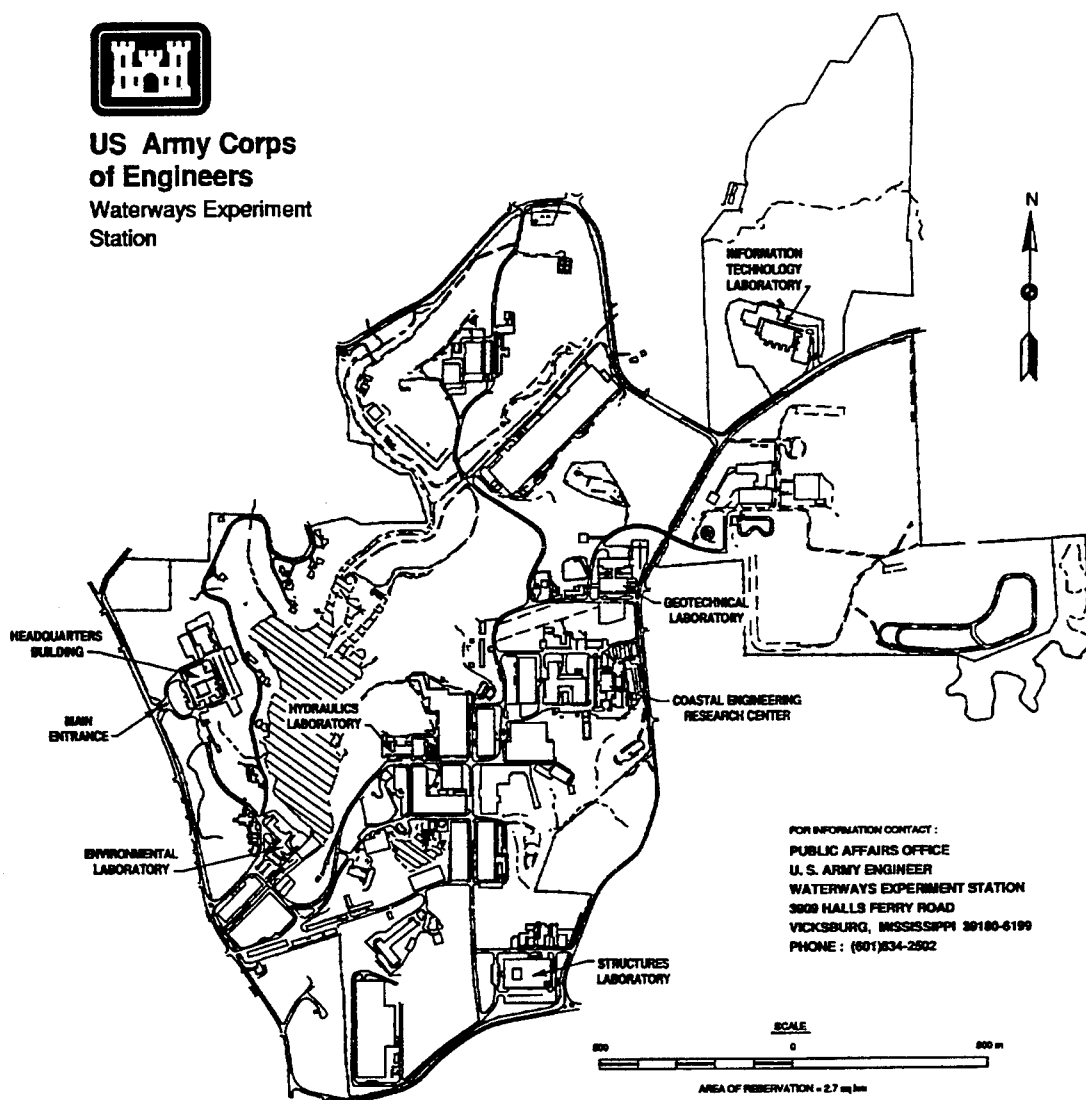 US Army Corps
of Engineers
Waterways Experiment
Station
N
INFORMATION
TECHNOLOGY
LABORATORY
GEOTECHNICAL
LABORATORY
HEADQUARTERS
BUILDING
HYDRAULICS
LABORATORY
COASTAL ENGINEERING
RESEARCH CENTER
MAIN
ENTRANCE
ENVIRONMENTAL
LABORATORY
FOR INFORMATION CONTACT :
PUBLIC AFFAIRS OFFICE
U. S. ARMY ENGINEER
WATERWAYS EXPERIMENT STATION
3909 HALLS FERRY ROAD
VICKSBURG, MISSISSIPPI 39180-6199
PHONE : (601)634-2502
STRUCTURES
LABORATORY
SCALE
500 0 500 m
AREA OF RESERVATION = 2.7 sq km